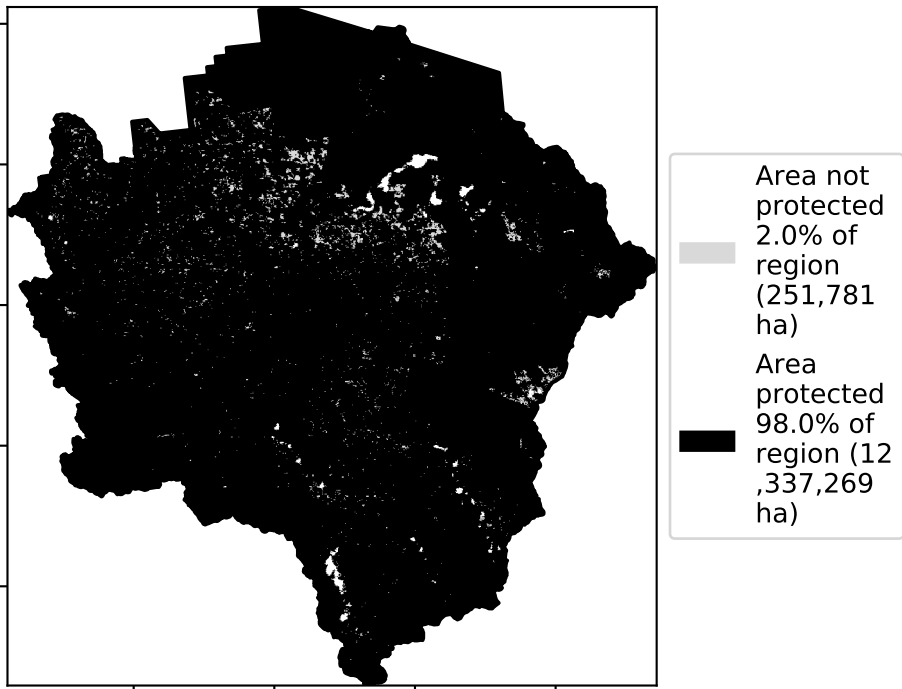 Area not
protected
2.0% of
region
(251,781
ha)
Area
protected
98.0% of
region (12
,337,269
ha)